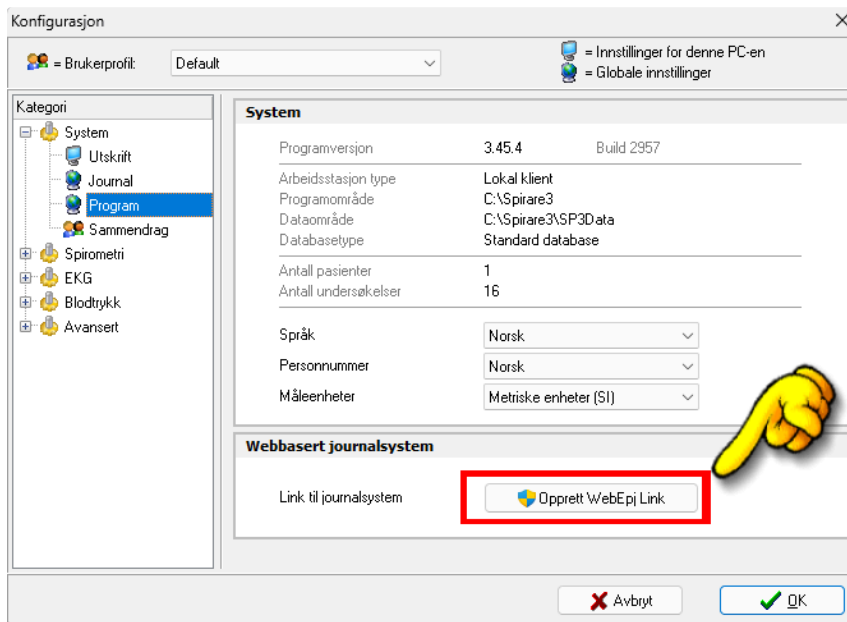 Konfigurasjon
= Brukerprofil:
Default
= Innstillinger for denne PC-en
= Globale innstillinger
Kategori
System
Utskrift
Journal
Program
Sammendrag
Spirometri
EKG
Blodtrykk
Avansert
System
Programversjon 3.45.4 Build 2957
Arbeidsstasjon type Lokal klient
Programområde C:\Spirare3
Dataområde C:\Spirare3\SP3Data
Databasetype Standard database
Antall pasienter 1
Antall undersøkelser 16
Språk Norsk
Personnummer Norsk
Måleenheter Metriske enheter (SI)
Webbasert journalsystem
Link til journalsystem Opprett WebEpj Link
Avbryt OK